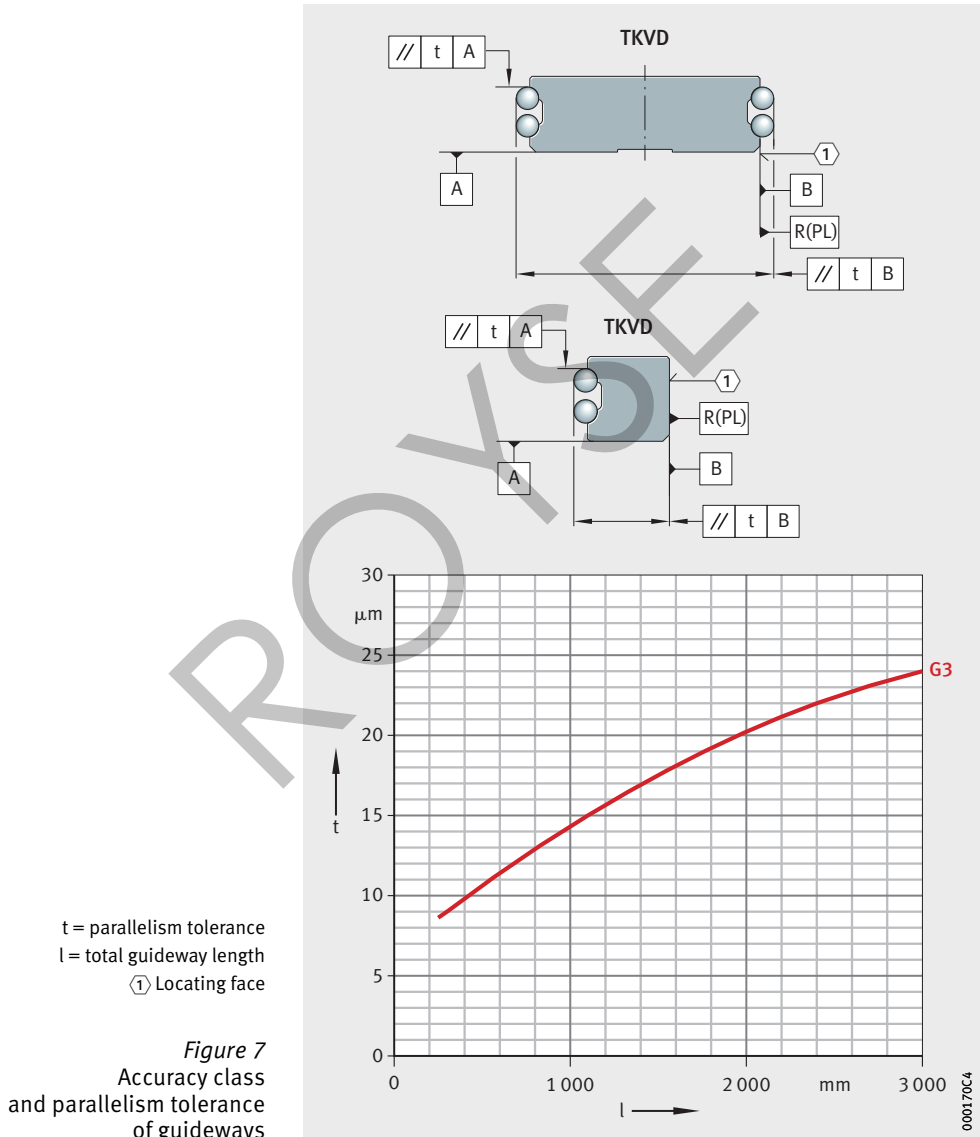 TKVD
// t A
A
1
B
R(PL)
// t B
TKVD
// t A
1
R(PL)
A
B
// t B
ROYSE
30
µm
25
20
15
10
5
0
t
G3
0
1 000
2 000
mm
3 000
l
000170C4
t = parallelism tolerance
l = total guideway length
1 Locating face
Figure 7
Accuracy class
and parallelism tolerance
of guideways